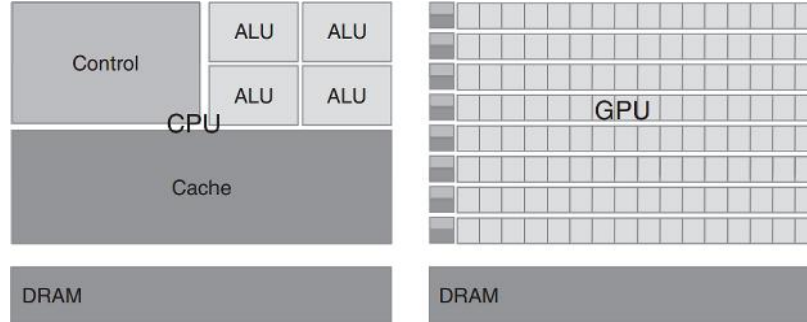 ALU ALU
Control
ALU ALU
CPU
GPU
Cache
DRAM
DRAM